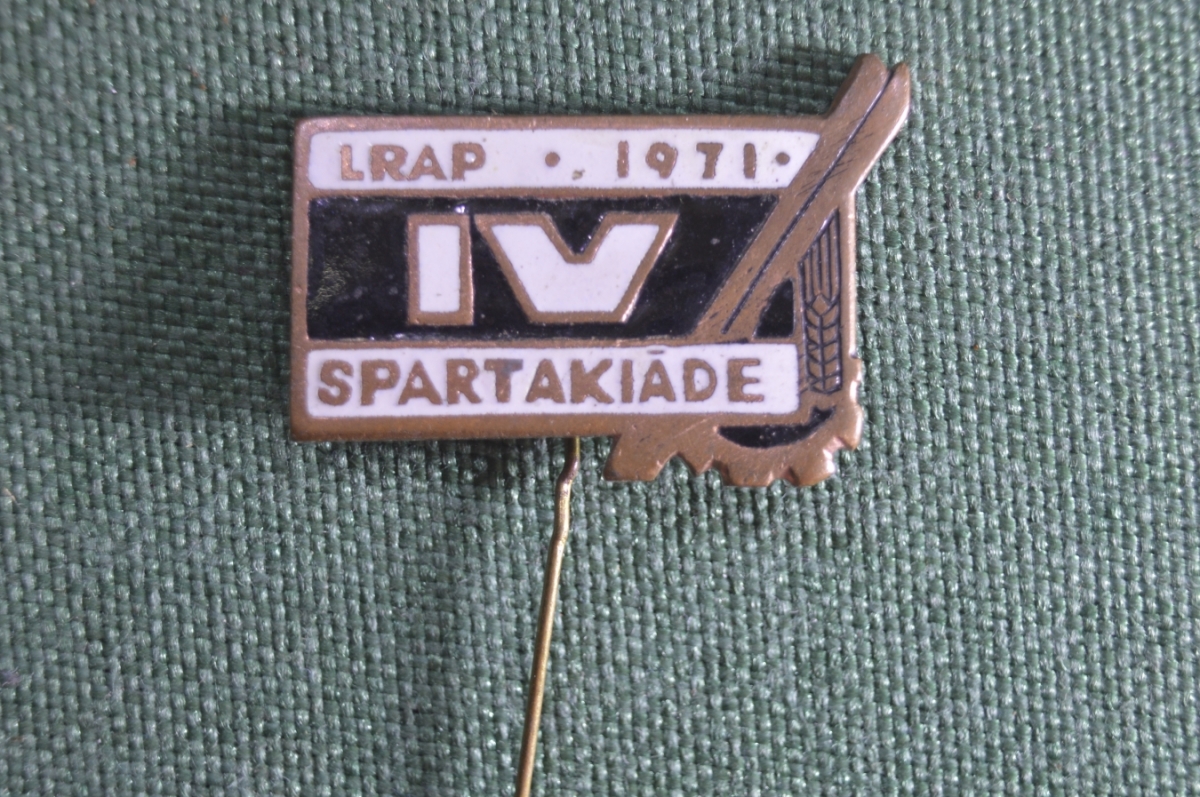 LRAP · 1971 ·
IV
SPARTAKIĀDE